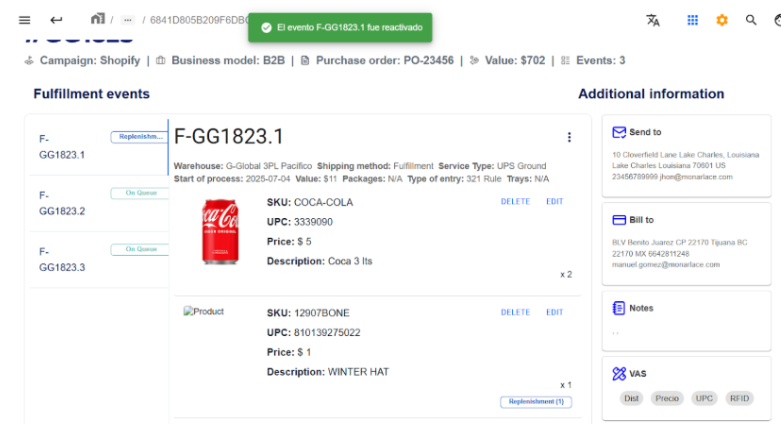 / ... / 6841D805B209F6DB
El evento F-GG1823.1 fue reactivado
Campaign: Shopify | Business model: B2B | Purchase order: PO-23456 | Value: $702 | Events: 3
Fulfillment events
Additional information
F-GG1823.1
Replenishm...
F-GG1823.2
On Queue
F-GG1823.3
On Queue
F-GG1823.1
Warehouse: G-Global 3PL Pacifico Shipping method: Fulfillment Service Type: UPS Ground
Start of process: 2025-07-04 Value: $11 Packages: N/A Type of entry: 321 Rule Trays: N/A
SKU: COCA-COLA
DELETE EDIT
UPC: 3339090
Price: $ 5
Description: Coca 3 lts
x 2
Coca-Cola
Product
SKU: 12907BONE
DELETE EDIT
UPC: 810139275022
Price: $ 1
Description: WINTER HAT
x 1
Replenishment (1)
Send to
10 Cloverfield Lane Lake Charles, Louisiana
Lake Charles Louisiana 70601 US
23456789999 jhon@monarlace.com
Bill to
BLV Benito Juarez CP 22170 Tijuana BC
22170 MX 6642811248
manuel.gomez@monarlace.com
Notes
. .
VAS
Dist Precio UPC RFID